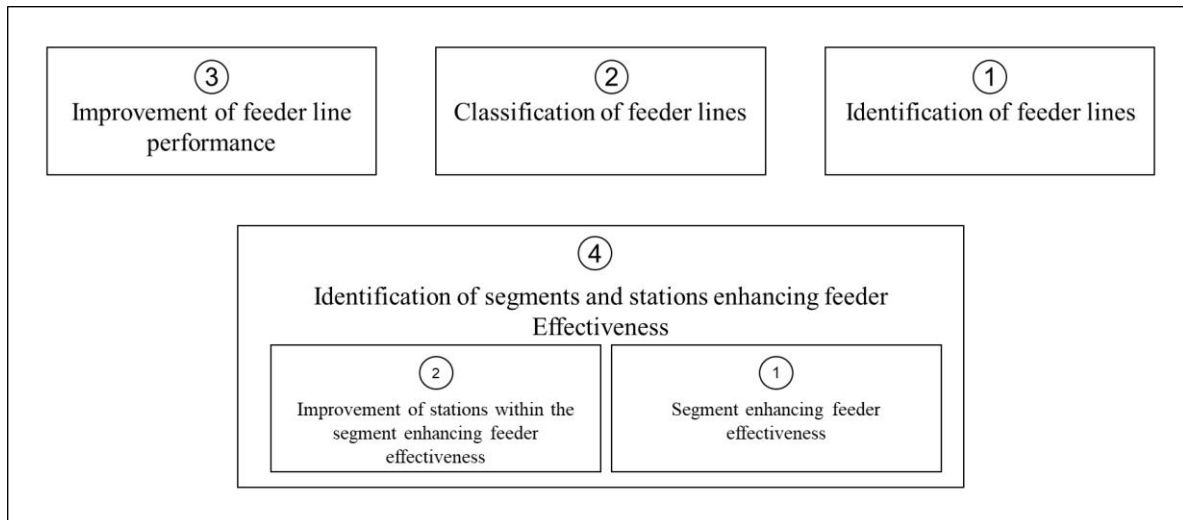 ③
Improvement of feeder line
performance
②
Classification of feeder lines
①
Identification of feeder lines
④
Identification of segments and stations enhancing feeder
Effectiveness
②
Improvement of stations within the
segment enhancing feeder
effectiveness
①
Segment enhancing feeder
effectiveness